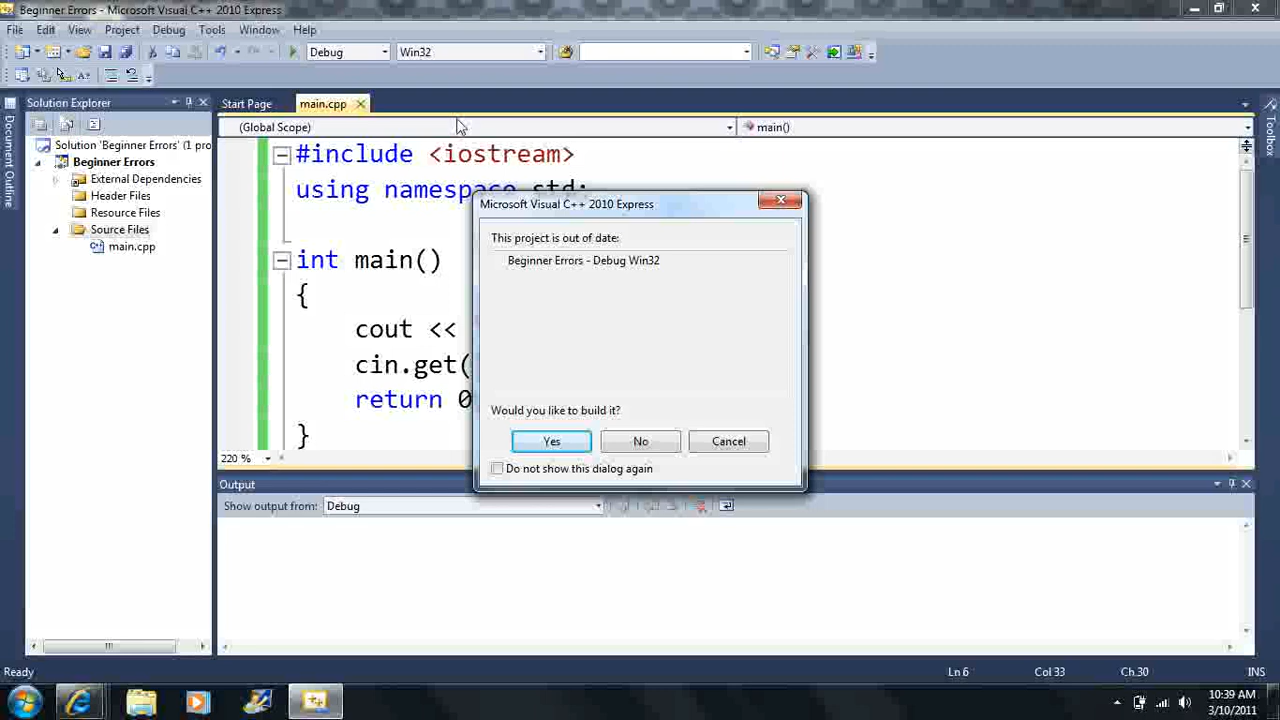 Beginner Errors - Microsoft Visual C++ 2010 Express
File Edit View Project Debug Tools Window Help
Debug Win32
Solution Explorer
Start Page main.cpp
(Global Scope) main()
Document Outline
Toolbox
Solution 'Beginner Errors' (1 pro
Beginner Errors
External Dependencies
Header Files
Resource Files
Source Files
main.cpp
#include <iostream>
using namespace std;
int main()
{
cout <<
cin.get(
return 0
}
220 %
Microsoft Visual C++ 2010 Express
This project is out of date:
Beginner Errors - Debug Win32
Would you like to build it?
Yes No Cancel
Do not show this dialog again
Output
Show output from: Debug
Ready Ln 6 Col 33 Ch 30 INS
10:39 AM
3/10/2011